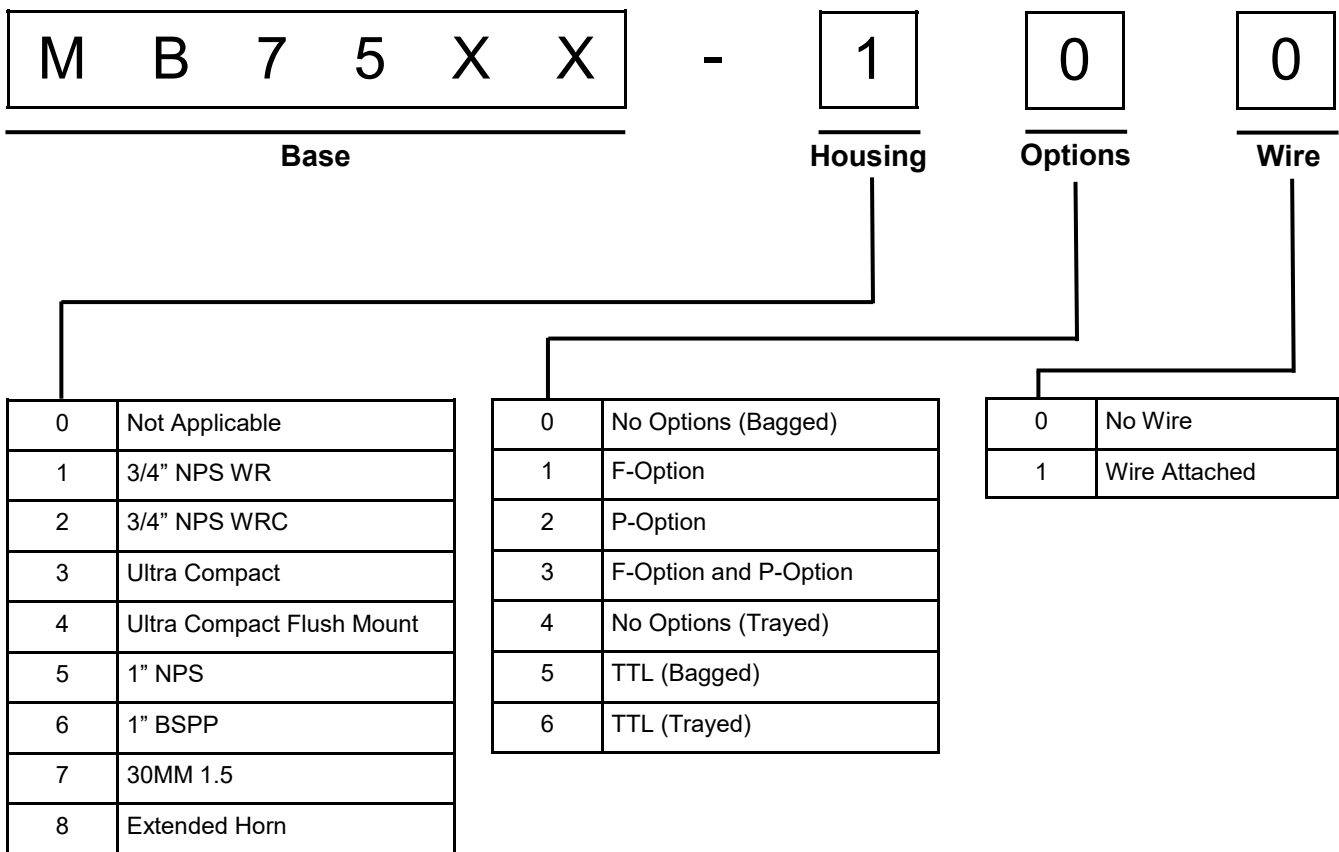 M B 7 5 X X - 1 0 0
Base Housing Options Wire
0 Not Applicable
1 3/4” NPS WR
2 3/4” NPS WRC
3 Ultra Compact
4 Ultra Compact Flush Mount
5 1” NPS
6 1” BSPP
7 30MM 1.5
8 Extended Horn
0 No Options (Bagged)
1 F-Option
2 P-Option
3 F-Option and P-Option
4 No Options (Trayed)
5 TTL (Bagged)
6 TTL (Trayed)
0 No Wire
1 Wire Attached